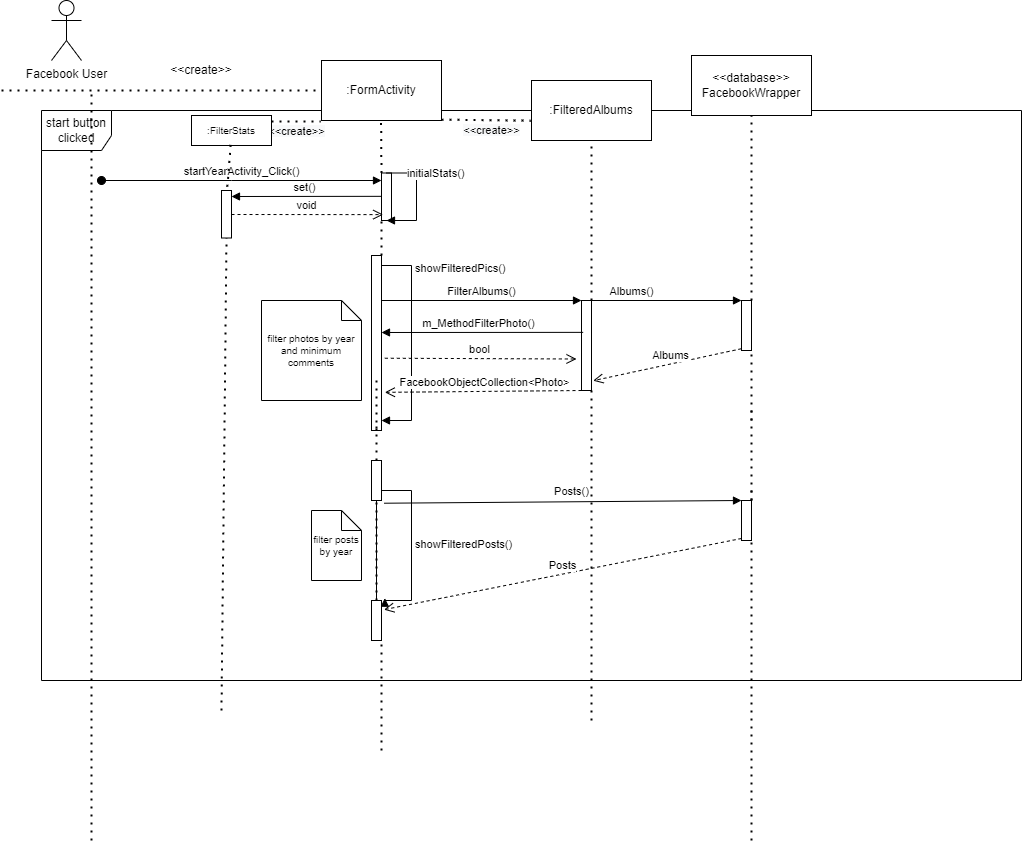 Facebook User
<<create>>
:FormActivity
<<database>>
FacebookWrapper
:FilteredAlbums
start button
clicked
:FilterStats
<<create>>
<<create>>
startYearActivity_Click()
initialStats()
set()
void
showFilteredPics()
FilterAlbums()
Albums()
m_MethodFilterPhoto()
filter photos by year
and minimum
comments
bool
Albums
FacebookObjectCollection<Photo>
Posts()
filter posts
by year
showFilteredPosts()
Posts